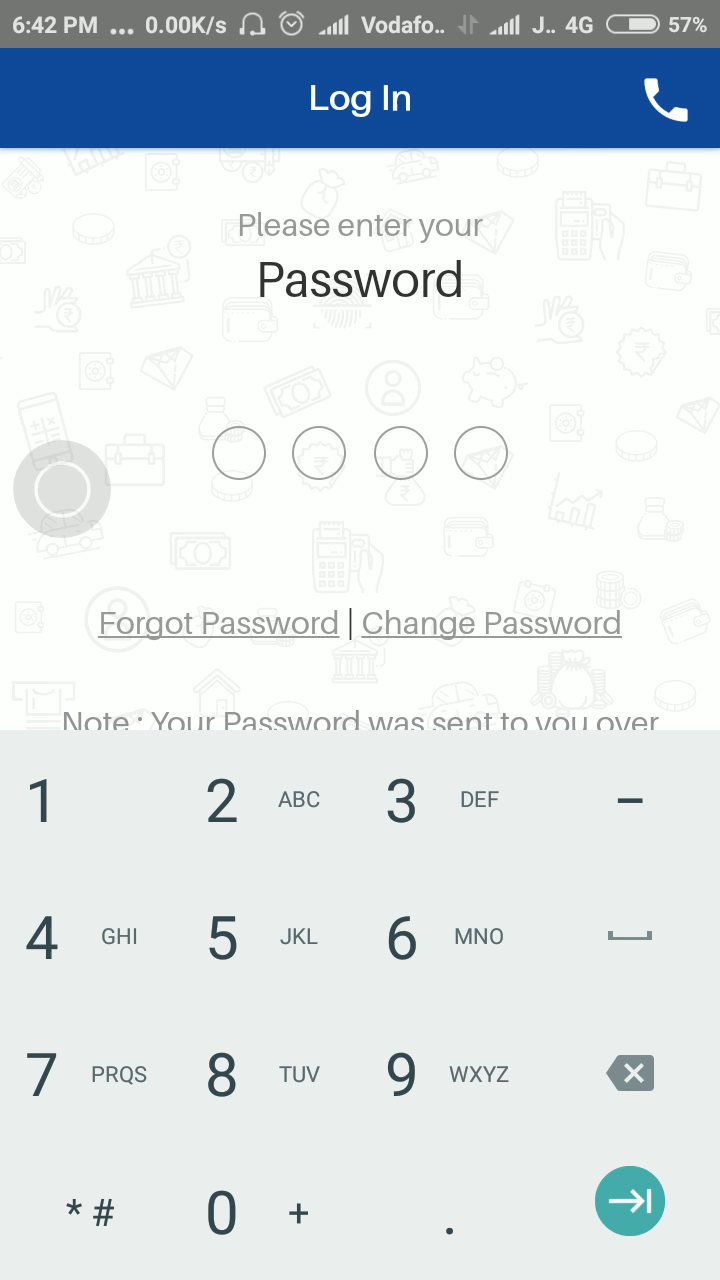 6:42 PM ... 0.00K/s Vodafo.. J.. 4G 57%
Log In
Please enter your
Password
Forgot Password | Change Password
Note : Your Password was sent to you over
1 2 ABC 3 DEF –
4 GHI 5 JKL 6 MNO
7 PRQS 8 TUV 9 WXYZ
* # 0 + .